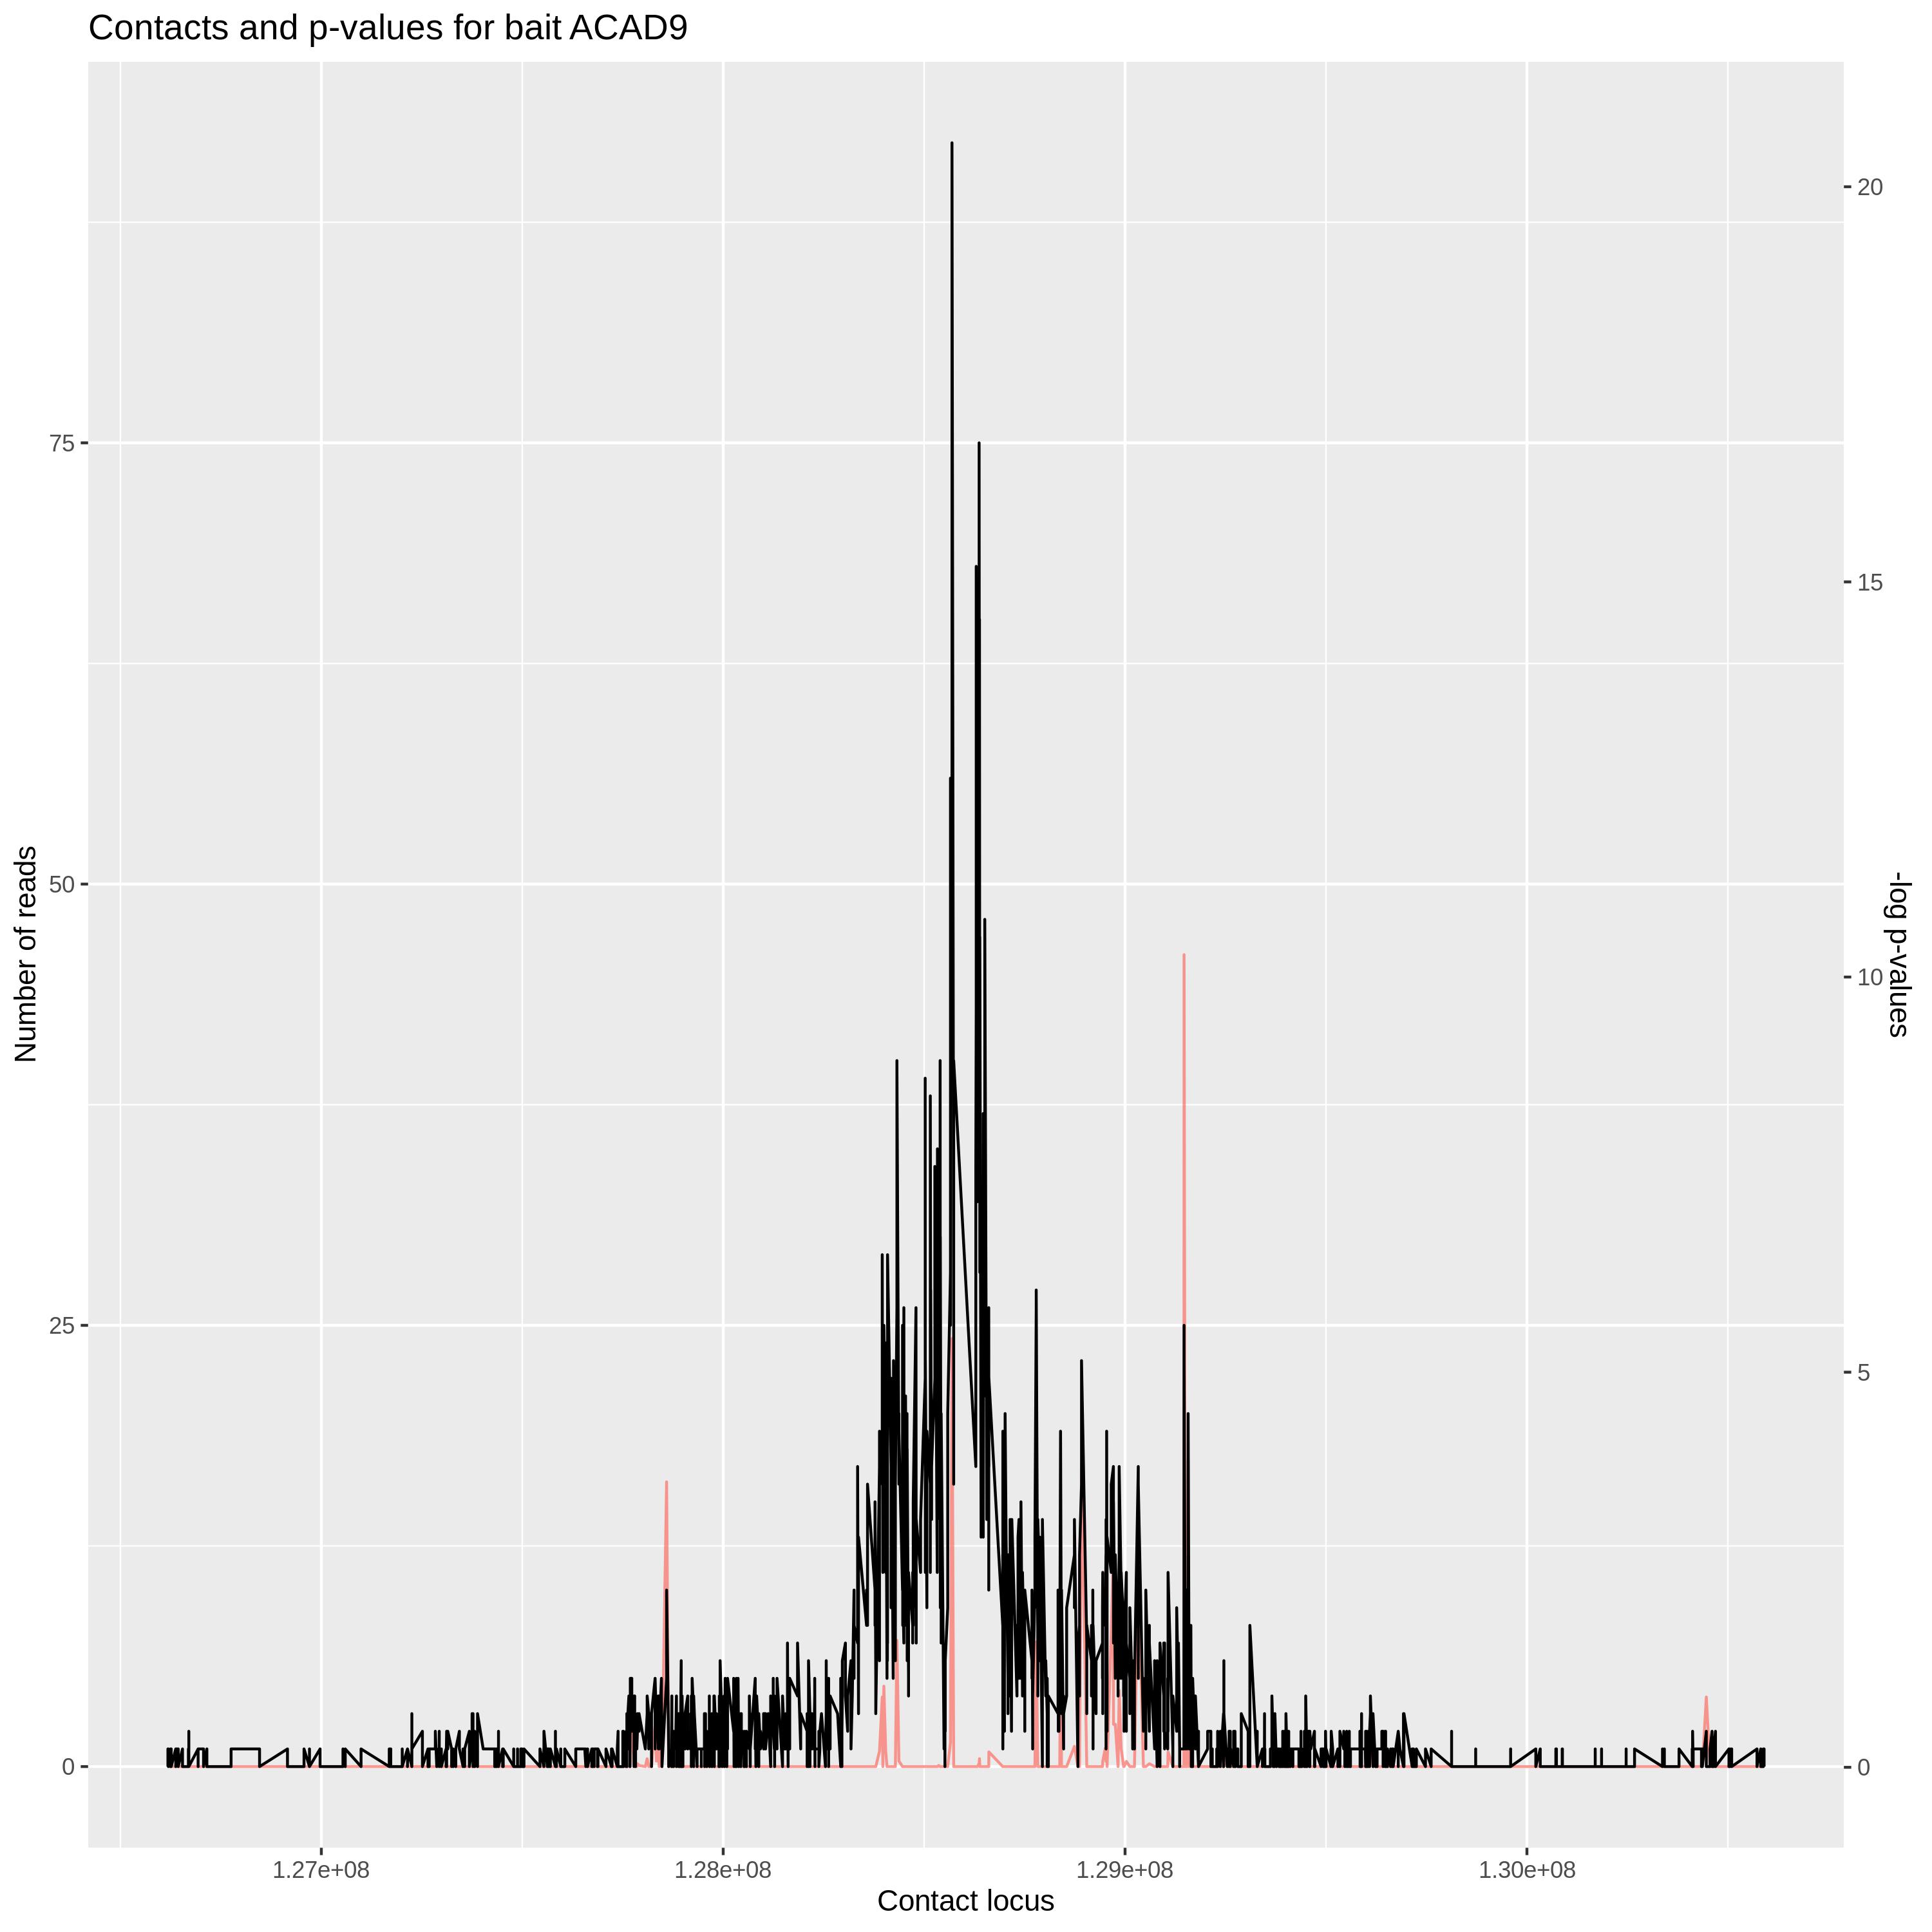 Contacts and p-values for bait ACAD9
20
75
15
Number of reads
50
10
-log p-values
25
5
0
0
1.27e+08
1.28e+08
1.29e+08
1.30e+08
Contact locus